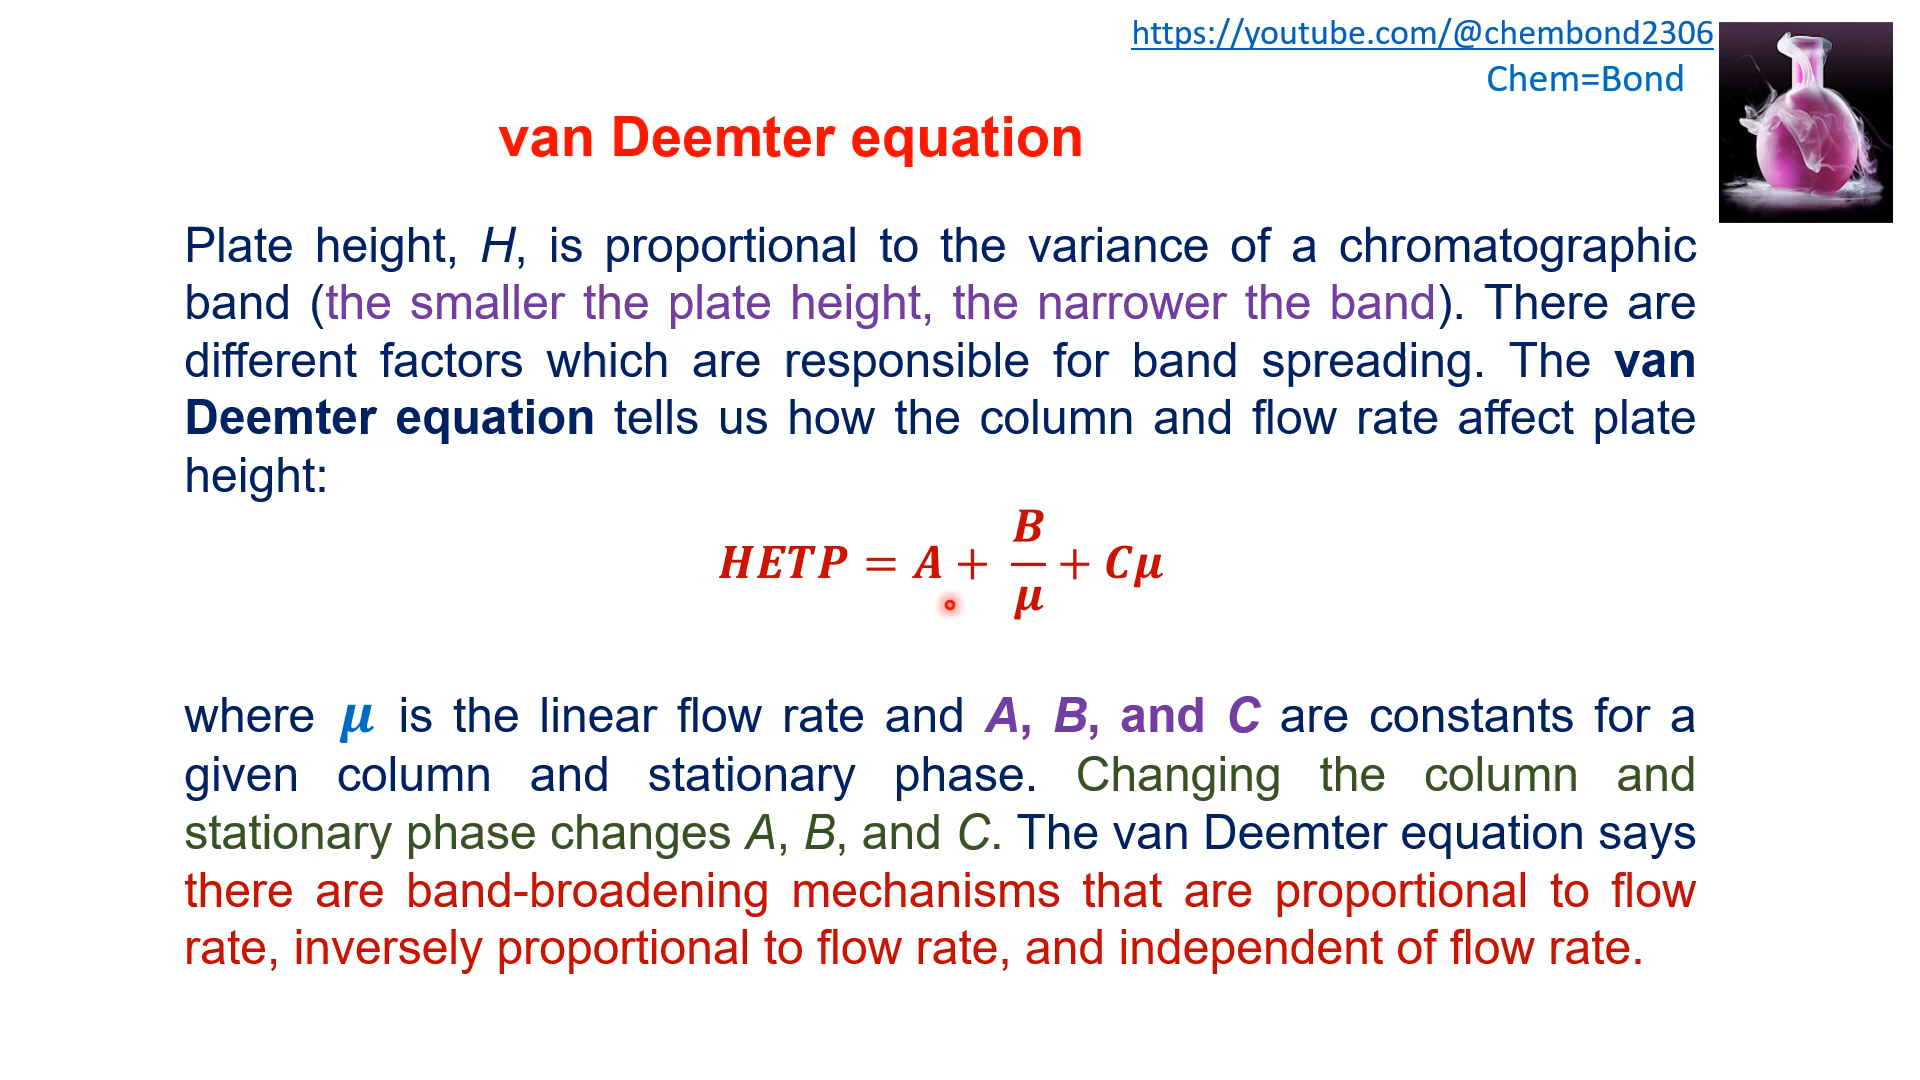 https://youtube.com/@chembond2306
Chem=Bond
van Deemter equation
Plate height, H, is proportional to the variance of a chromatographic
band (the smaller the plate height, the narrower the band). There are
different factors which are responsible for band spreading. The van
Deemter equation tells us how the column and flow rate affect plate
height:
HETP = A + B/μ + Cμ
where μ is the linear flow rate and A, B, and C are constants for a
given column and stationary phase. Changing the column and
stationary phase changes A, B, and C. The van Deemter equation says
there are band-broadening mechanisms that are proportional to flow
rate, inversely proportional to flow rate, and independent of flow rate.